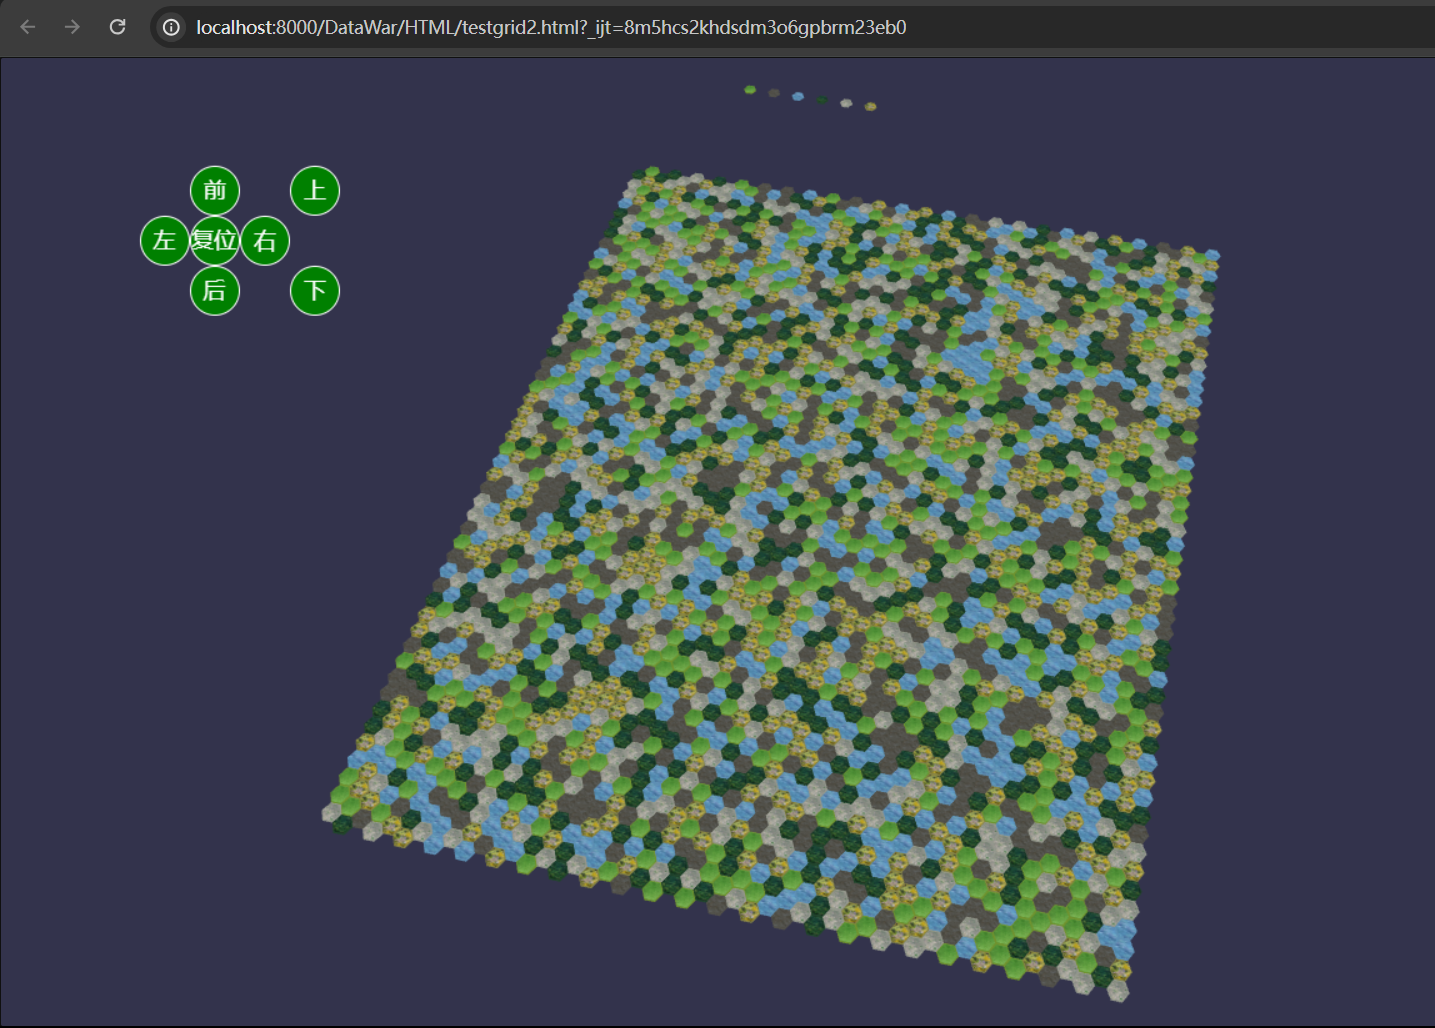 localhost:8000/DataWar/HTML/testgrid2.html?_ijt=8m5hcs2khdsdm3o6gpbrm23eb0
前 上
左 复位 右
后 下